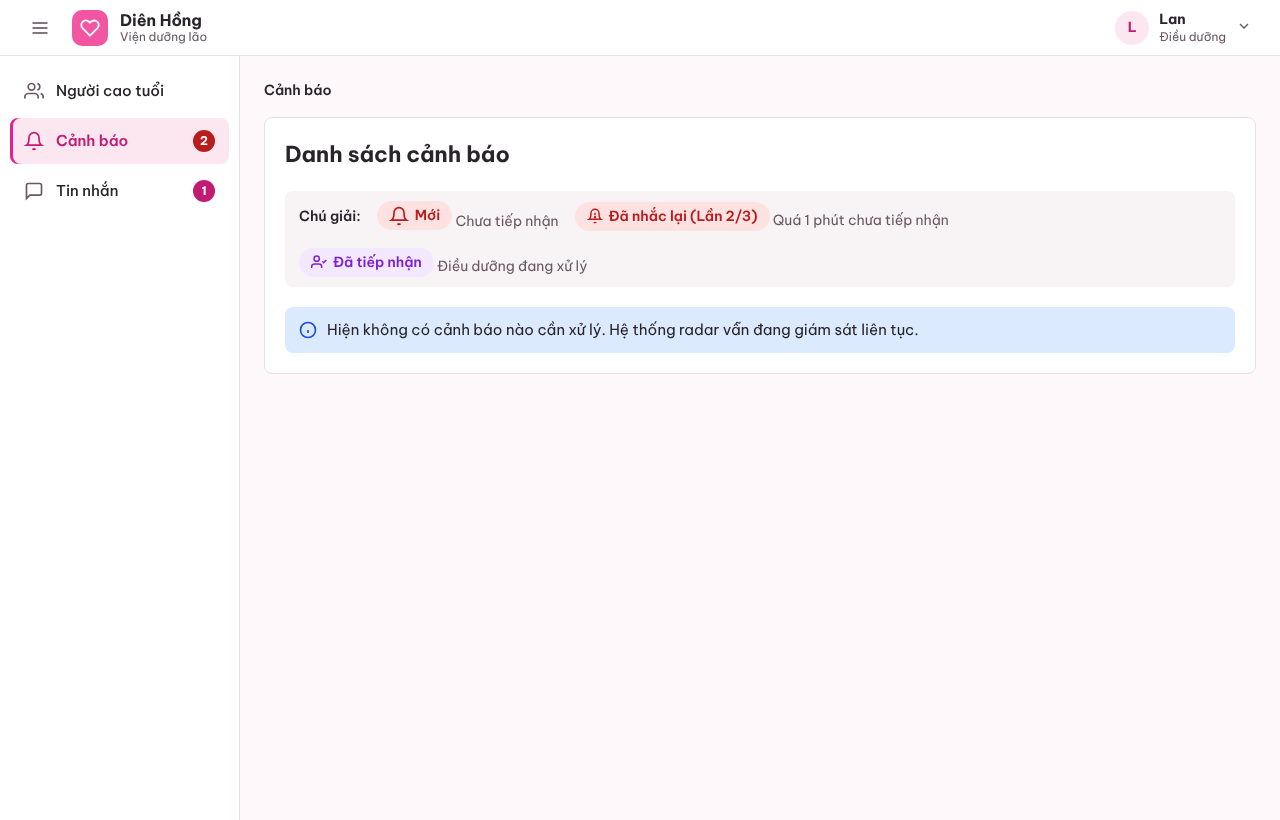 Diên Hồng
Viện dưỡng lão
L
Lan
Điều dưỡng
Người cao tuổi
Cảnh báo
2
Tin nhắn
1
Cảnh báo
Danh sách cảnh báo
Chú giải: Mới Chưa tiếp nhận Đã nhắc lại (Lần 2/3) Quá 1 phút chưa tiếp nhận
Đã tiếp nhận Điều dưỡng đang xử lý
Hiện không có cảnh báo nào cần xử lý. Hệ thống radar vẫn đang giám sát liên tục.